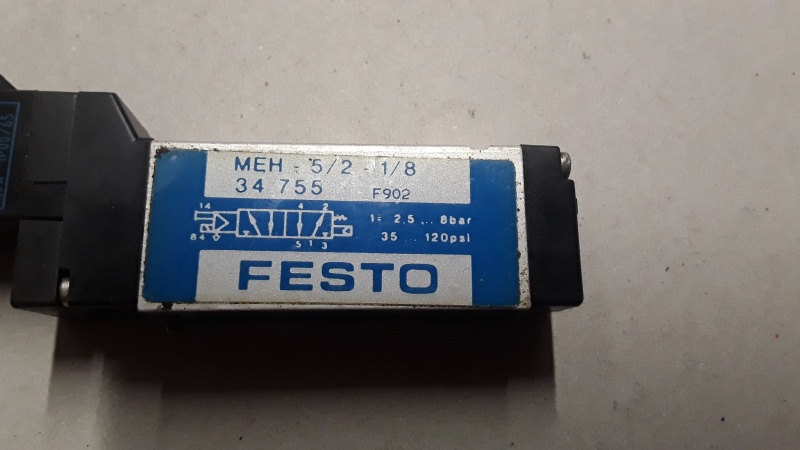 MEH - 5/2 - 1/8
34 755 F902
14 4 2
84 5 1 3
1= 2.5 ... 8bar
35 ... 120psi
FESTO